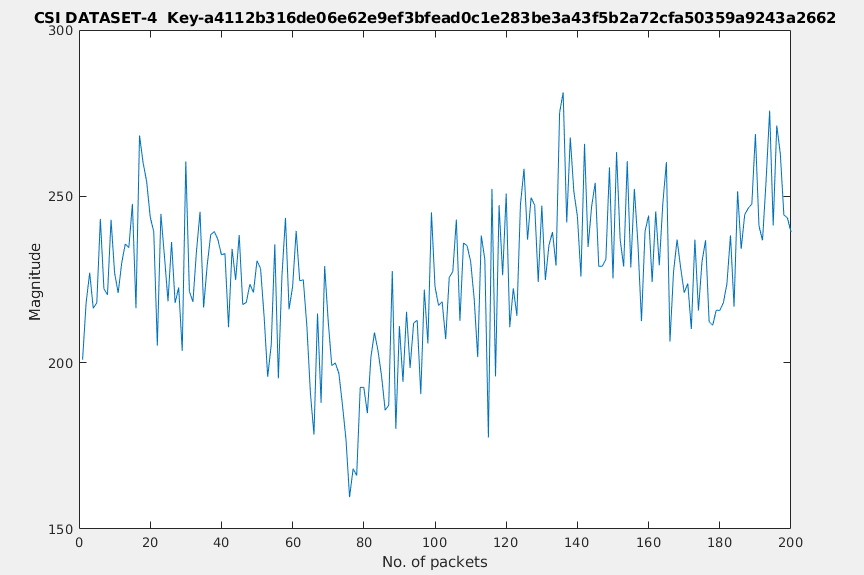 CSI DATASET-4 Key-a4112b316de06e62e9ef3bfead0c1e283be3a43f5b2a72cfa50359a9243a2662
300
250
200
150
Magnitude
0 20 40 60 80 100 120 140 160 180 200
No. of packets